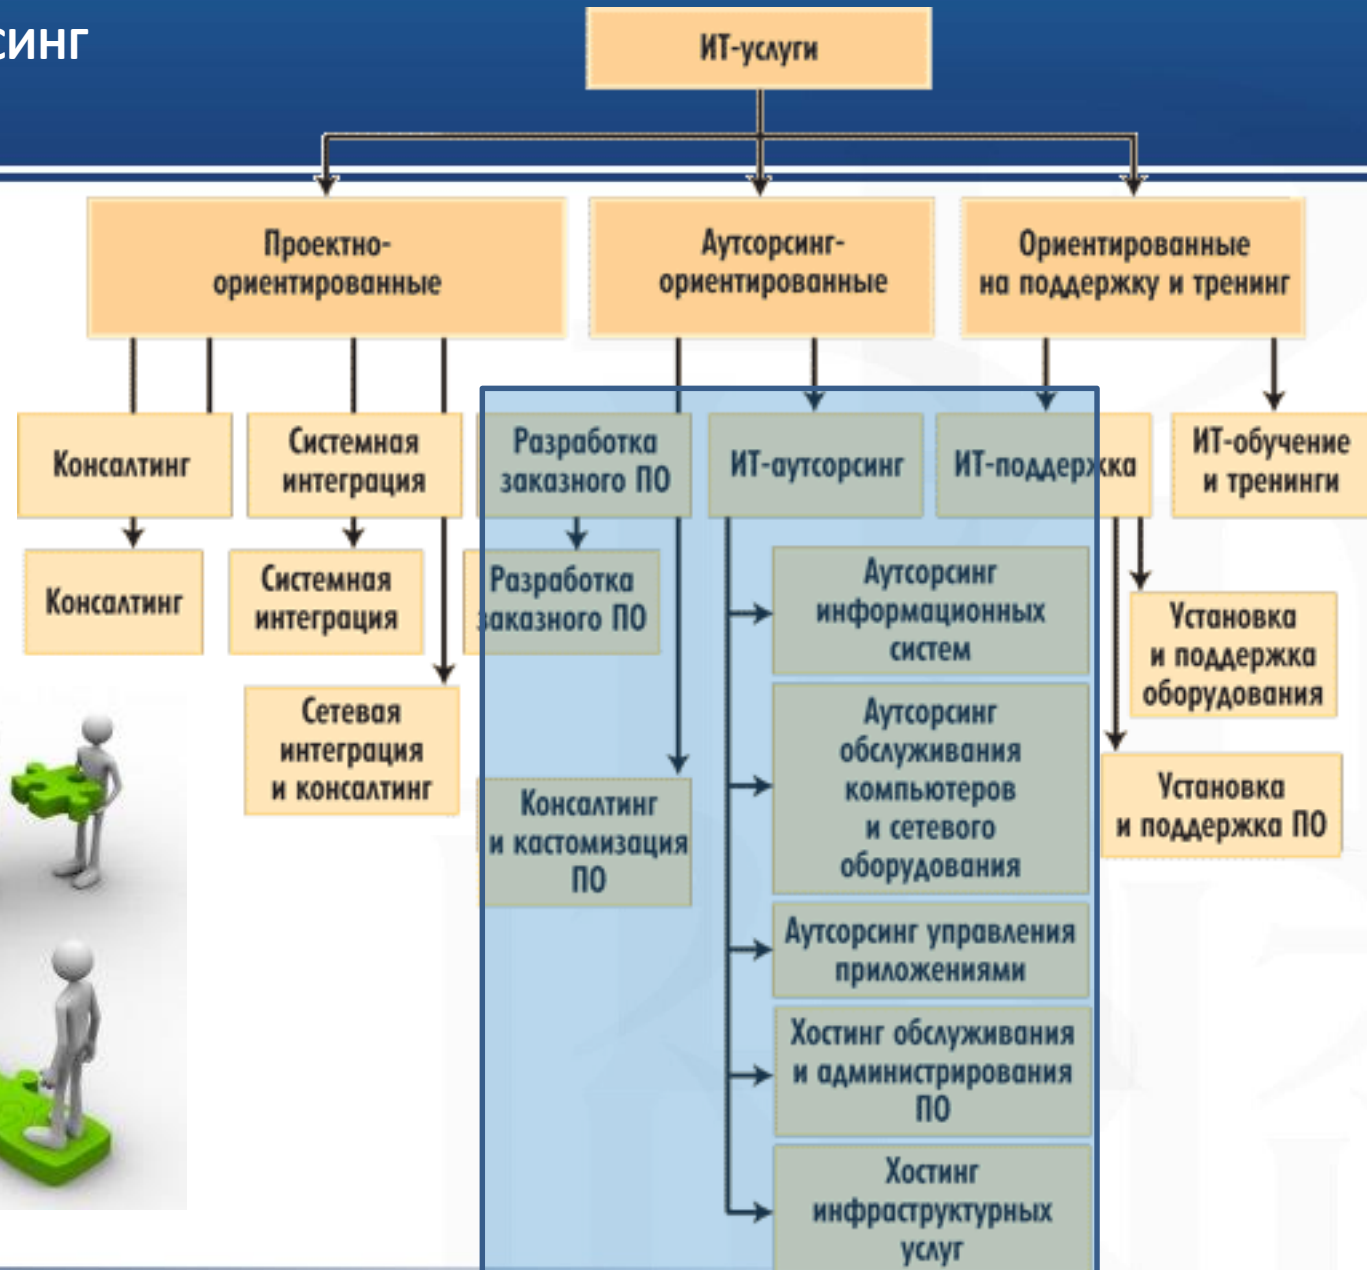 СИНГ
ИТ-услуги
Проектно-
ориентированные
Аутсорсинг-
ориентированные
Ориентированные
на поддержку и тренинг
Консалтинг
Системная
интеграция
Разработка
заказного ПО
ИТ-аутсорсинг
ИТ-поддержка
ИТ-обучение
и тренинги
Консалтинг
Системная
интеграция
Разработка
заказного ПО
Аутсорсинг
информационных
систем
Установка
и поддержка
оборудования
Сетевая
интеграция
и консалтинг
Аутсорсинг
обслуживания
компьютеров
и сетевого
оборудования
Консалтинг
и кастомизация
ПО
Установка
и поддержка ПО
Аутсорсинг управления
приложениями
Хостинг обслуживания
и администрирования
ПО
Хостинг
инфраструктурных
услуг